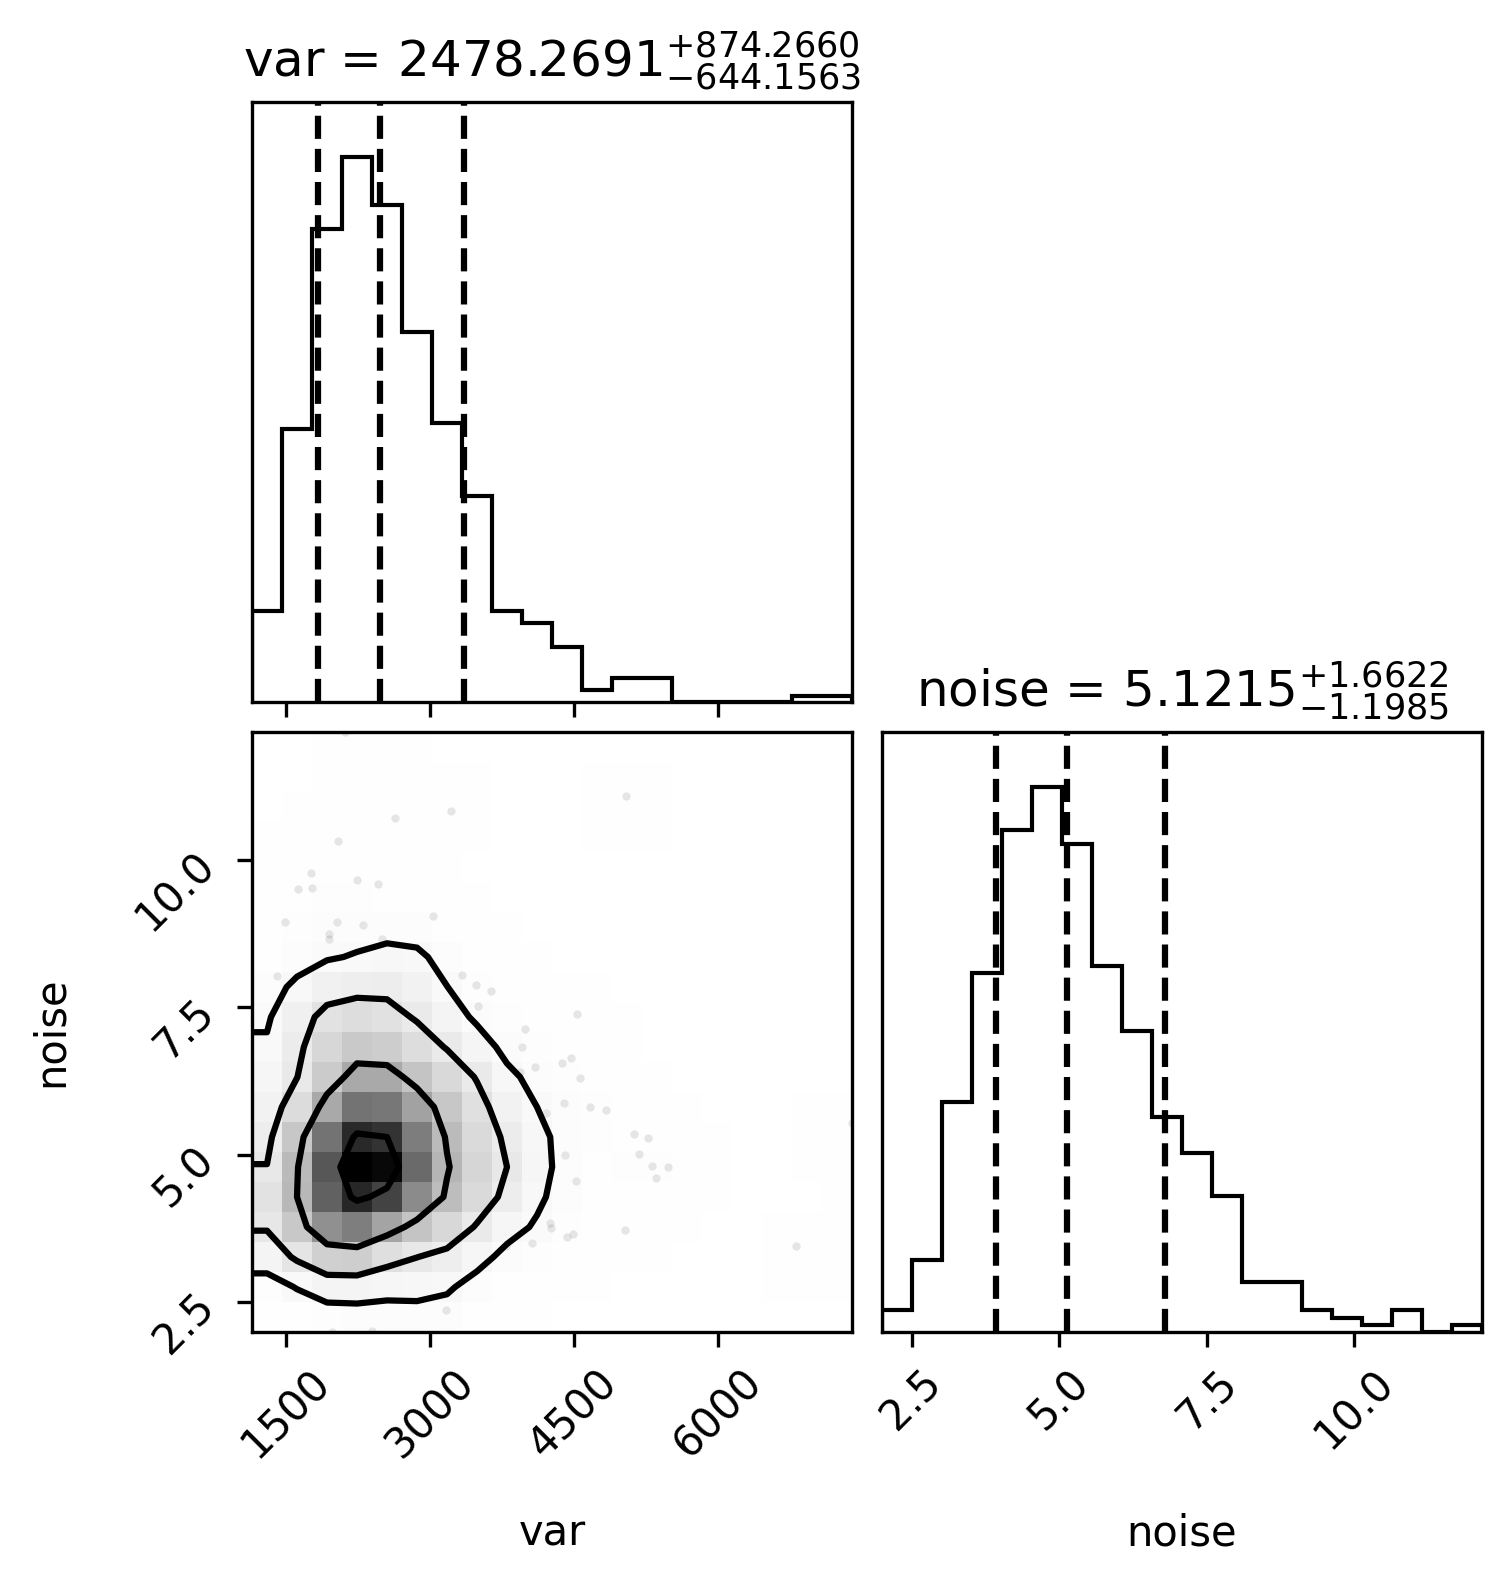 var = 2478.2691 +874.2660 −644.1563
noise = 5.1215 +1.6622 −1.1985
noise
10.0
7.5
5.0
2.5
1500 3000 4500 6000
2.5 5.0 7.5 10.0
var
noise